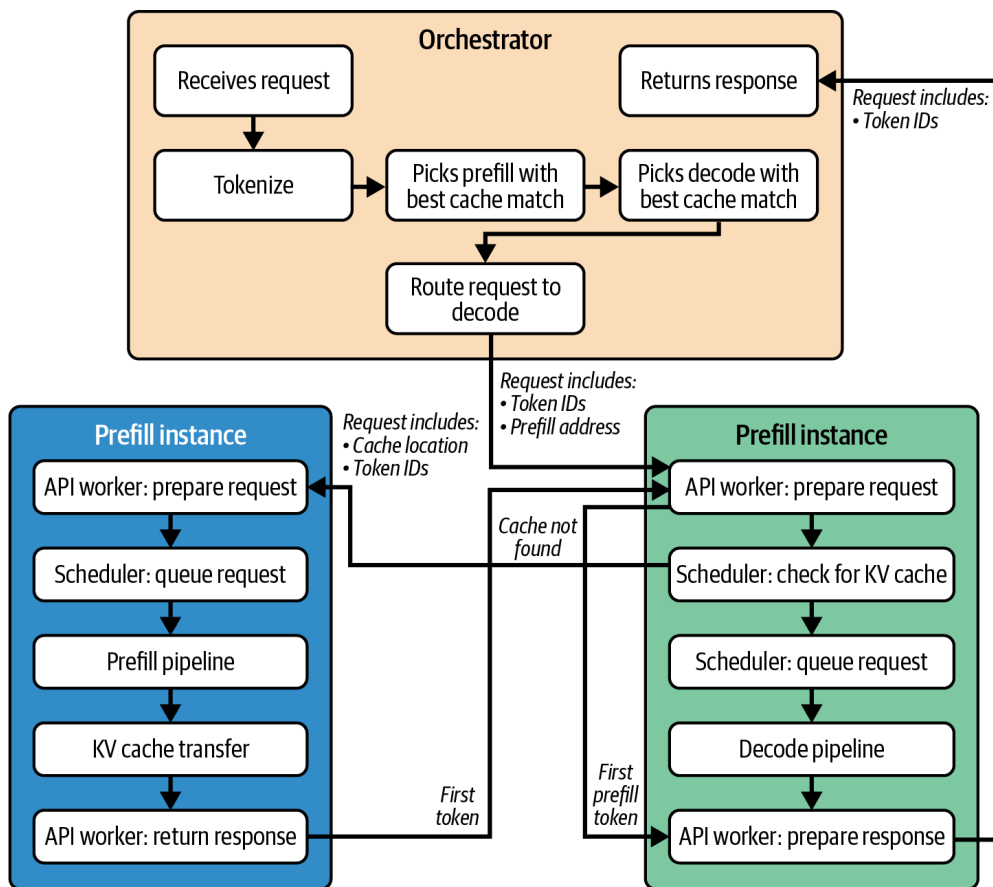 Orchestrator
Receives request
Returns response
Request includes:
• Token IDs
Tokenize
Picks prefill with
best cache match
Picks decode with
best cache match
Route request to
decode
Request includes:
• Token IDs
• Prefill address
Prefill instance
Request includes:
• Cache location
• Token IDs
API worker: prepare request
Scheduler: queue request
Prefill pipeline
KV cache transfer
API worker: return response
First
token
Cache not
found
Prefill instance
API worker: prepare request
Scheduler: check for KV cache
Scheduler: queue request
Decode pipeline
First
prefill
token
API worker: prepare response